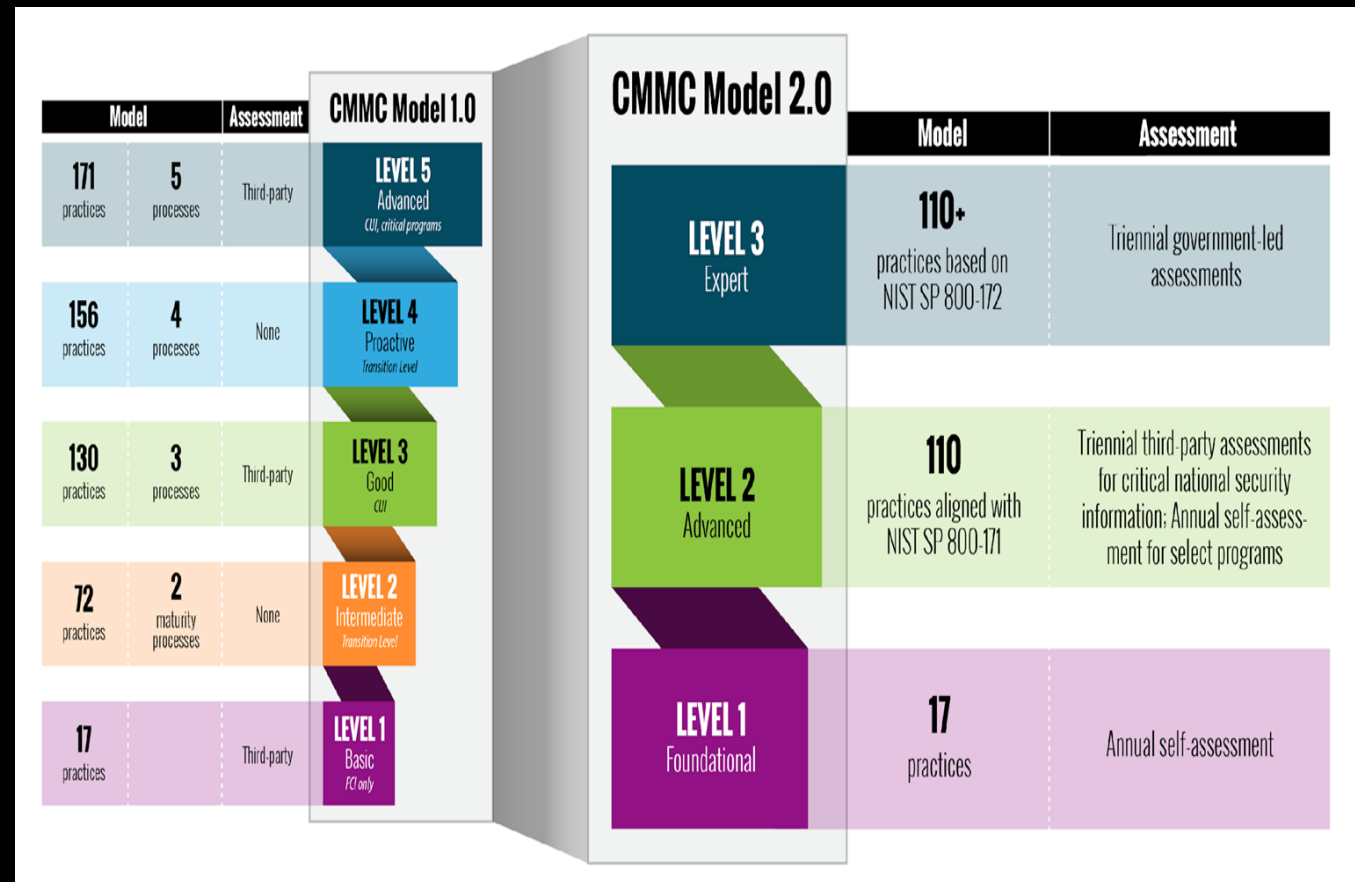 CMMC Model 1.0
Model
Assessment
171
practices
5
processes
Third-party
LEVEL 5
Advanced
CUI, critical programs
156
practices
4
processes
None
LEVEL 4
Proactive
Transition Level
130
practices
3
processes
Third-party
LEVEL 3
Good
CUI
72
practices
2
maturity
processes
None
LEVEL 2
Intermediate
Transition Level
17
practices
Third-party
LEVEL 1
Basic
FCI only
CMMC Model 2.0
Model
Assessment
LEVEL 3
Expert
110+
practices based on
NIST SP 800-172
Triennial government-led
assessments
LEVEL 2
Advanced
110
practices aligned with
NIST SP 800-171
Triennial third-party assessments
for critical national security
information; Annual self-assess-
ment for select programs
LEVEL 1
Foundational
17
practices
Annual self-assessment